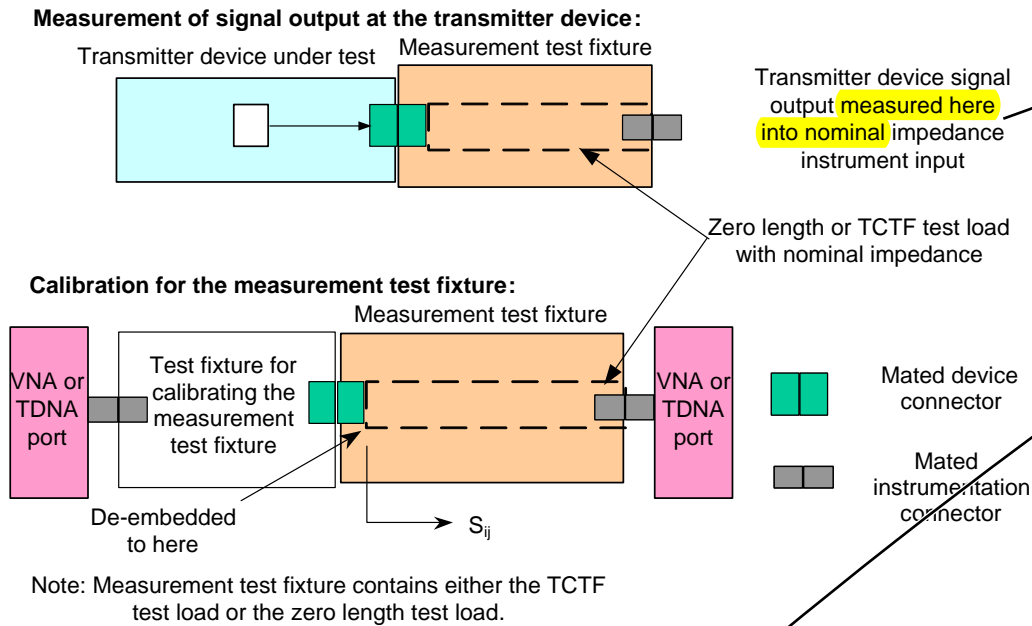 Measurement of signal output at the transmitter device:
Transmitter device under test
Measurement test fixture
Transmitter device signal
output measured here
into nominal impedance
instrument input
Zero length or TCTF test load
with nominal impedance
Calibration for the measurement test fixture:
Measurement test fixture
VNA or
TDNA
port
Test fixture for
calibrating the
measurement
test fixture
VNA or
TDNA
port
Mated device
connector
Mated
instrumentation
connector
De-embedded
to here
Sij
Note: Measurement test fixture contains either the TCTF
test load or the zero length test load.